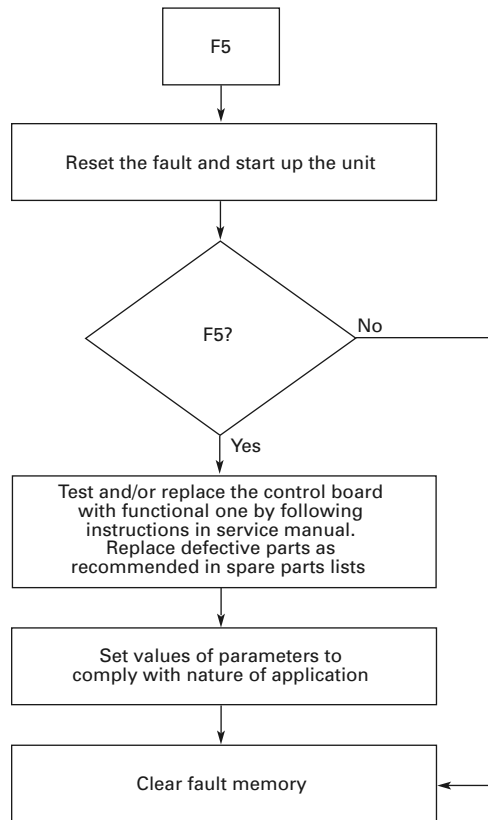 F5
Reset the fault and start up the unit
F5?
No
Yes
Test and/or replace the control board
with functional one by following
instructions in service manual.
Replace defective parts as
recommended in spare parts lists
Set values of parameters to
comply with nature of application
Clear fault memory